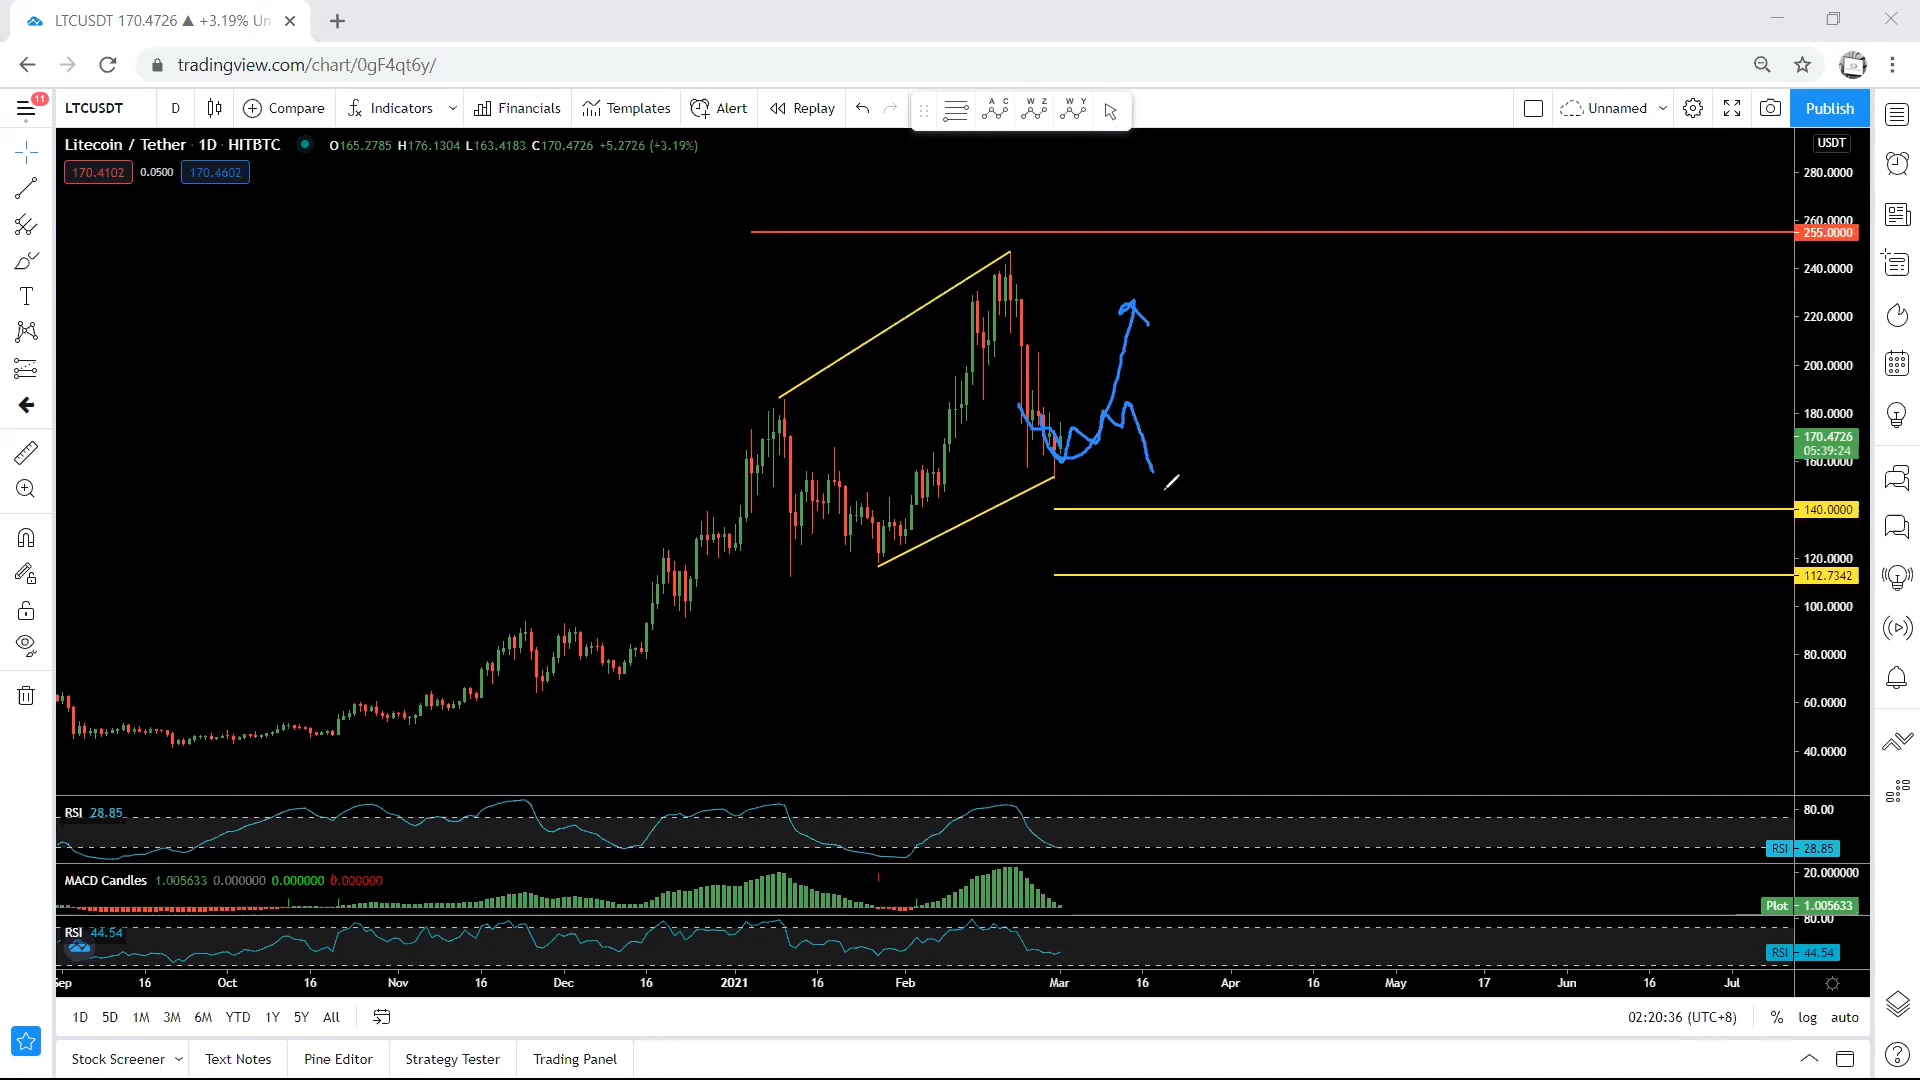 LTCUSDT 170.4726 ▲ +3.19% Un
tradingview.com/chart/0gF4qt6y/
11
LTCUSDT D Compare Indicators Financials Templates Alert Replay A C W Z W Y Unnamed Publish
Litecoin / Tether · 1D · HITBTC O165.2785 H176.1304 L163.4183 C170.4726 +5.2726 (+3.19%)
170.4102 0.0500 170.4602
USDT
280.0000
260.0000
255.0000
240.0000
220.0000
200.0000
180.0000
170.4726
05:39:24
160.0000
140.0000
120.0000
112.7342
100.0000
80.0000
60.0000
40.0000
RSI 28.85
80.00
RSI 28.85
MACD Candles 1.005633 0.000000 0.000000 0.000000
20.000000
Plot 1.005633
80.00
RSI 44.54
RSI 44.54
Sep 16 Oct 16 Nov 16 Dec 16 2021 16 Feb Mar 16 Apr 16 May 17 Jun 16 Jul
1D 5D 1M 3M 6M YTD 1Y 5Y All 02:20:36 (UTC+8) % log auto
Stock Screener Text Notes Pine Editor Strategy Tester Trading Panel